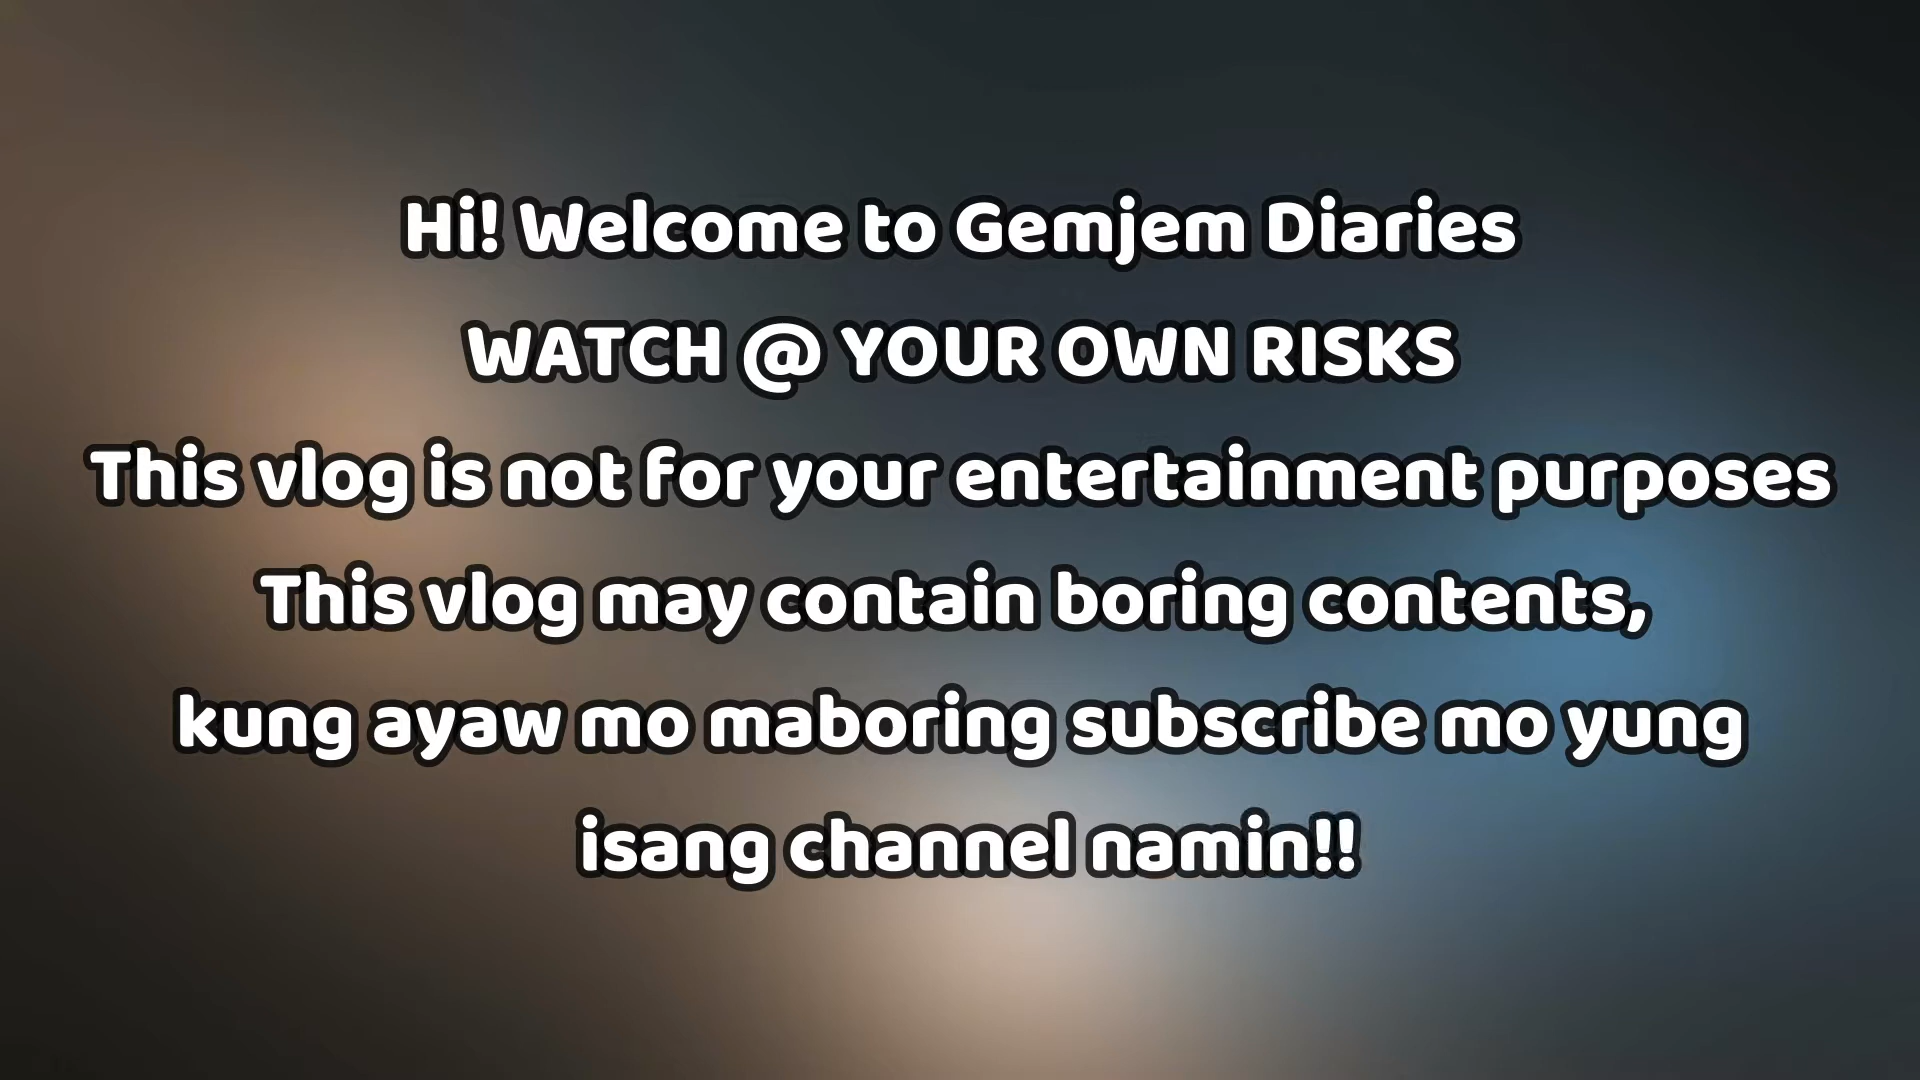 Hi! Welcome to Gemjem Diaries
WATCH @ YOUR OWN RISKS
This vlog is not for your entertainment purposes
This vlog may contain boring contents,
kung ayaw mo maboring subscribe mo yung
isang channel namin!!